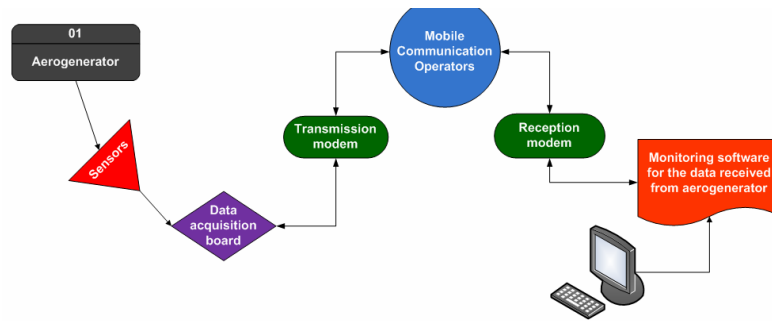 01
Aerogenerator
Sensors
Data
acquisition
board
Transmission
modem
Mobile
Communication
Operators
Reception
modem
Monitoring software
for the data received
from aerogenerator